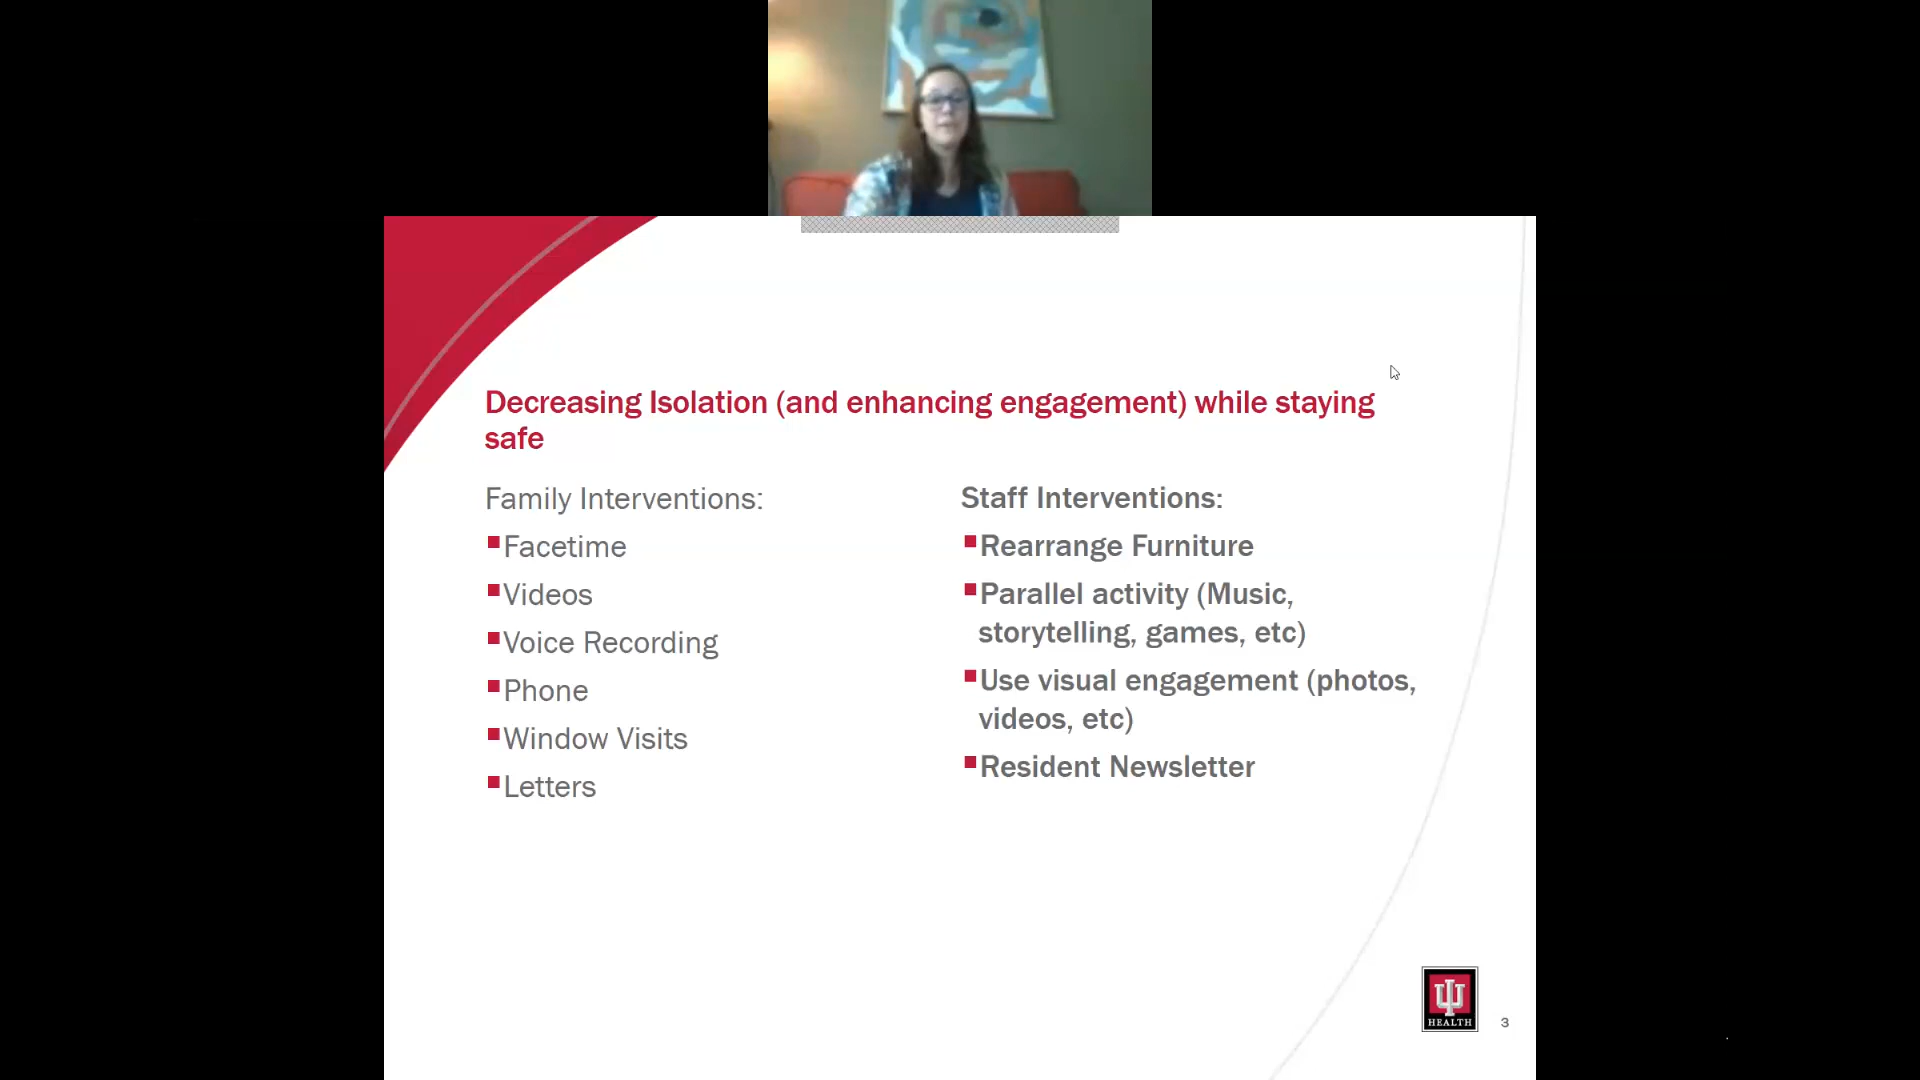 Decreasing Isolation (and enhancing engagement) while staying
safe
Family Interventions:
Facetime
Videos
Voice Recording
Phone
Window Visits
Letters
Staff Interventions:
Rearrange Furniture
Parallel activity (Music,
storytelling, games, etc)
Use visual engagement (photos,
videos, etc)
Resident Newsletter
HEALTH
3